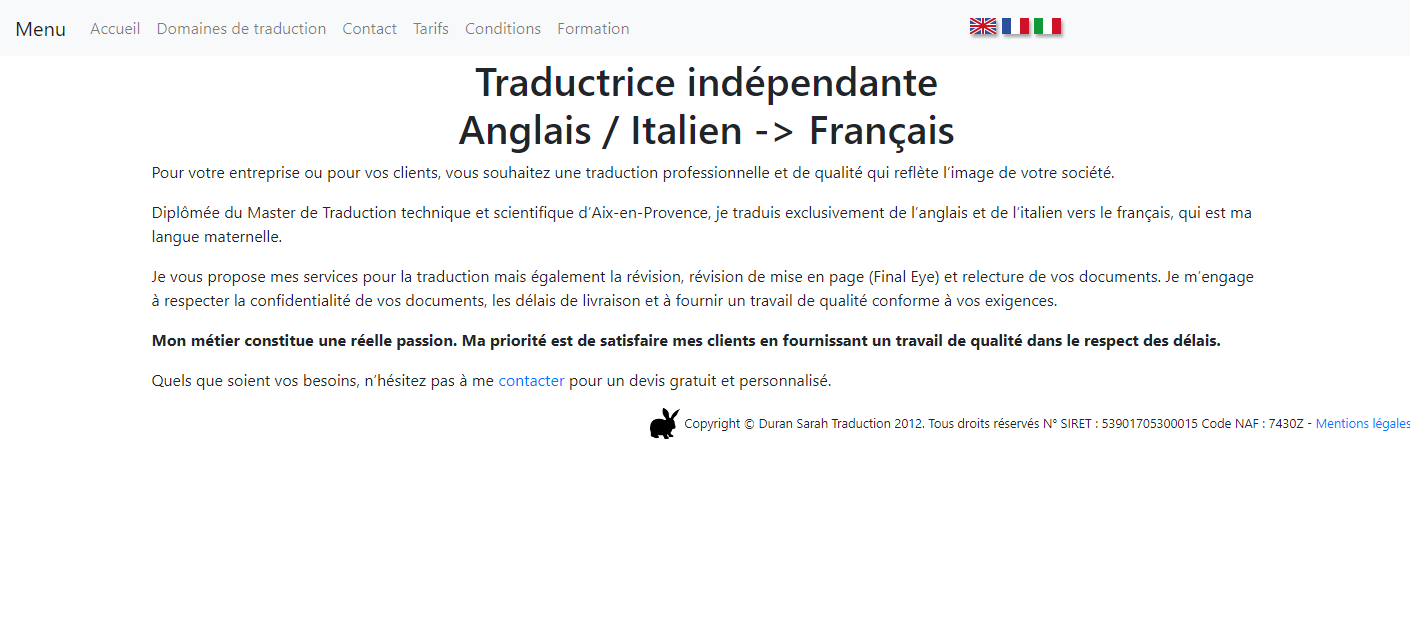 Menu Accueil Domaines de traduction Contact Tarifs Conditions Formation
Traductrice indépendante
Anglais / Italien -> Français
Pour votre entreprise ou pour vos clients, vous souhaitez une traduction professionnelle et de qualité qui reflète l’image de votre société.
Diplômée du Master de Traduction technique et scientifique d’Aix-en-Provence, je traduis exclusivement de l’anglais et de l’italien vers le français, qui est ma
langue maternelle.
Je vous propose mes services pour la traduction mais également la révision, révision de mise en page (Final Eye) et relecture de vos documents. Je m’engage
à respecter la confidentialité de vos documents, les délais de livraison et à fournir un travail de qualité conforme à vos exigences.
Mon métier constitue une réelle passion. Ma priorité est de satisfaire mes clients en fournissant un travail de qualité dans le respect des délais.
Quels que soient vos besoins, n’hésitez pas à me contacter pour un devis gratuit et personnalisé.
Copyright © Duran Sarah Traduction 2012. Tous droits réservés N° SIRET : 53901705300015 Code NAF : 7430Z - Mentions légales